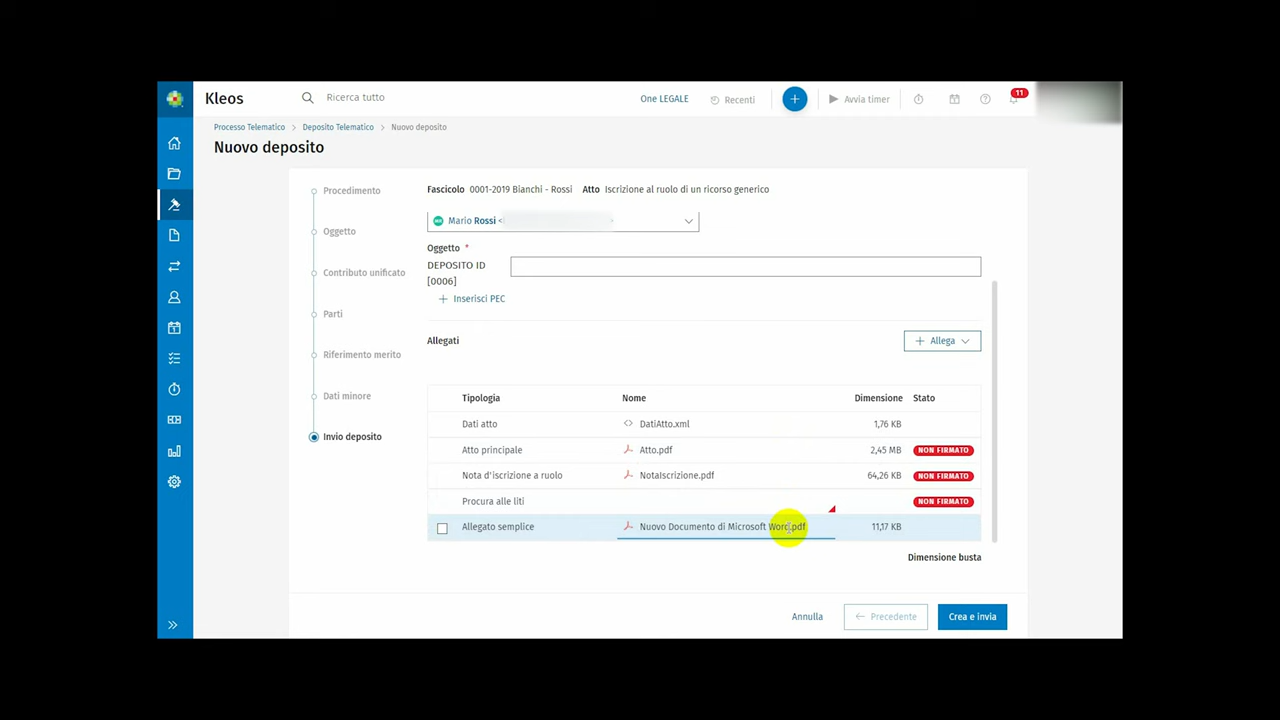 Kleos
Ricerca tutto
One LEGALE
Recenti
Avvia timer
11
Processo Telematico > Deposito Telematico > Nuovo deposito
Nuovo deposito
Procedimento
Oggetto
Contributo unificato
Parti
Riferimento merito
Dati minore
Invio deposito
Fascicolo 0001-2019 Bianchi - Rossi Atto Iscrizione al ruolo di un ricorso generico
Mario Rossi <
Oggetto *
DEPOSITO ID
[0006]
+ Inserisci PEC
Allegati
+ Allega
Tipologia Nome Dimensione Stato
Dati atto DatiAtto.xml 1,76 KB
Atto principale Atto.pdf 2,45 MB NON FIRMATO
Nota d'iscrizione a ruolo NotaIscrizione.pdf 64,26 KB NON FIRMATO
Procura alle liti NON FIRMATO
Allegato semplice Nuovo Documento di Microsoft Word.pdf 11,17 KB
Dimensione busta
Annulla
Precedente
Crea e invia